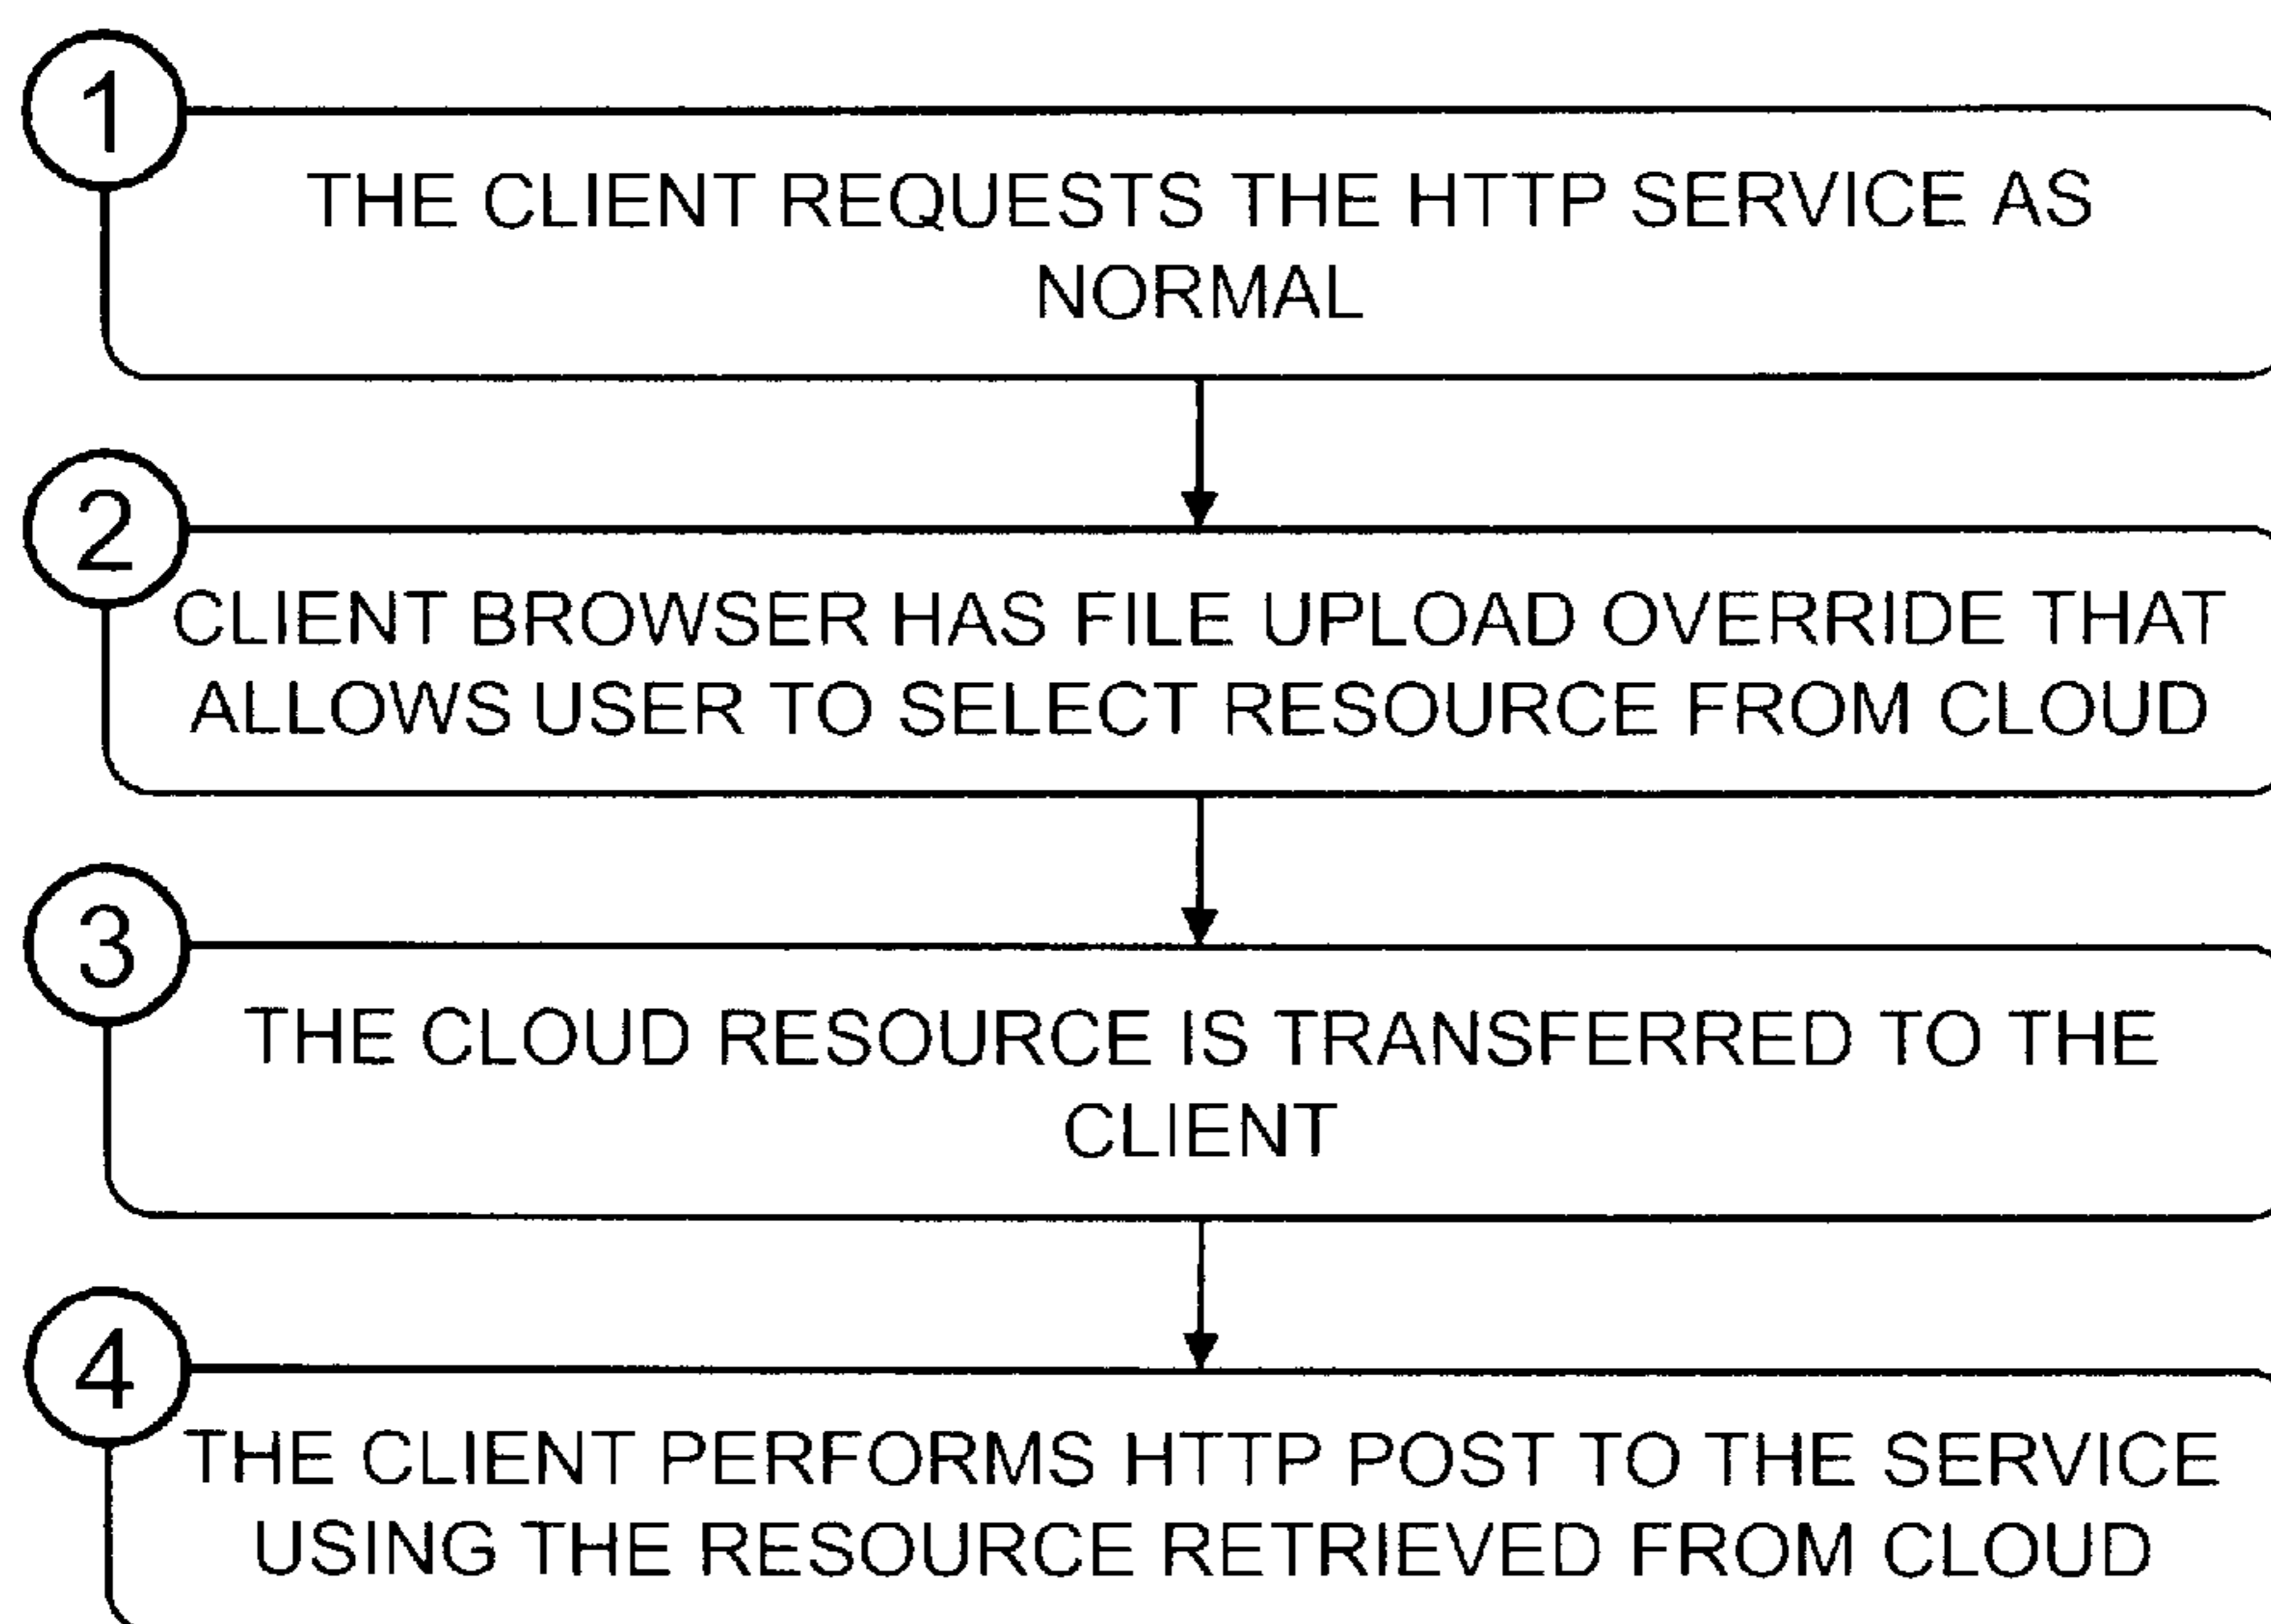 1
THE CLIENT REQUESTS THE HTTP SERVICE AS
NORMAL
2
CLIENT BROWSER HAS FILE UPLOAD OVERRIDE THAT
ALLOWS USER TO SELECT RESOURCE FROM CLOUD
3
THE CLOUD RESOURCE IS TRANSFERRED TO THE
CLIENT
4
THE CLIENT PERFORMS HTTP POST TO THE SERVICE
USING THE RESOURCE RETRIEVED FROM CLOUD